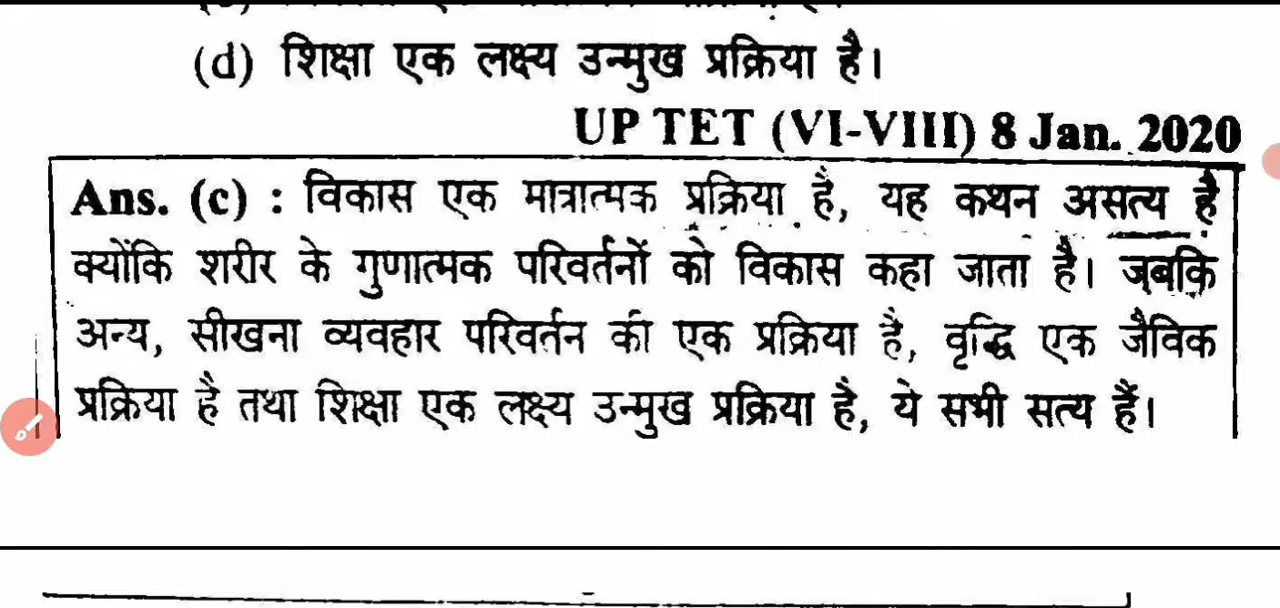 (d) शिक्षा एक लक्ष्य उन्मुख प्रक्रिया है।
UP TET (VI-VIII) 8 Jan. 2020
Ans. (c) : विकास एक मात्रात्मक प्रक्रिया है, यह कथन असत्य है
क्योंकि शरीर के गुणात्मक परिवर्तनों को विकास कहा जाता है। जबकि
अन्य, सीखना व्यवहार परिवर्तन की एक प्रक्रिया है, वृद्धि एक जैविक
प्रक्रिया है तथा शिक्षा एक लक्ष्य उन्मुख प्रक्रिया है, ये सभी सत्य हैं।